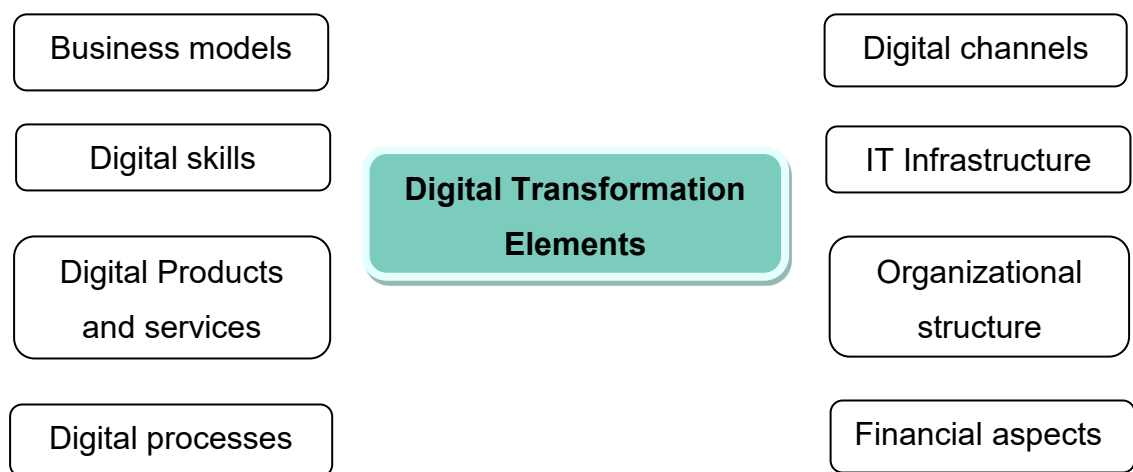 Business models
Digital skills
Digital Products
and services
Digital processes
Digital Transformation
Elements
Digital channels
IT Infrastructure
Organizational
structure
Financial aspects